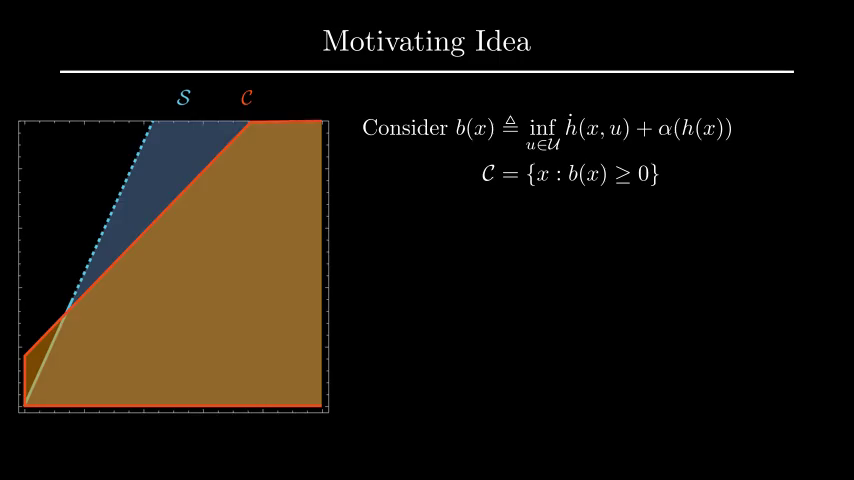 Motivating Idea
𝒮 𝒞
Consider b(x) ≜ inf_{u∈𝒰} ḣ(x, u) + α(h(x))
𝒞 = {x : b(x) ≥ 0}